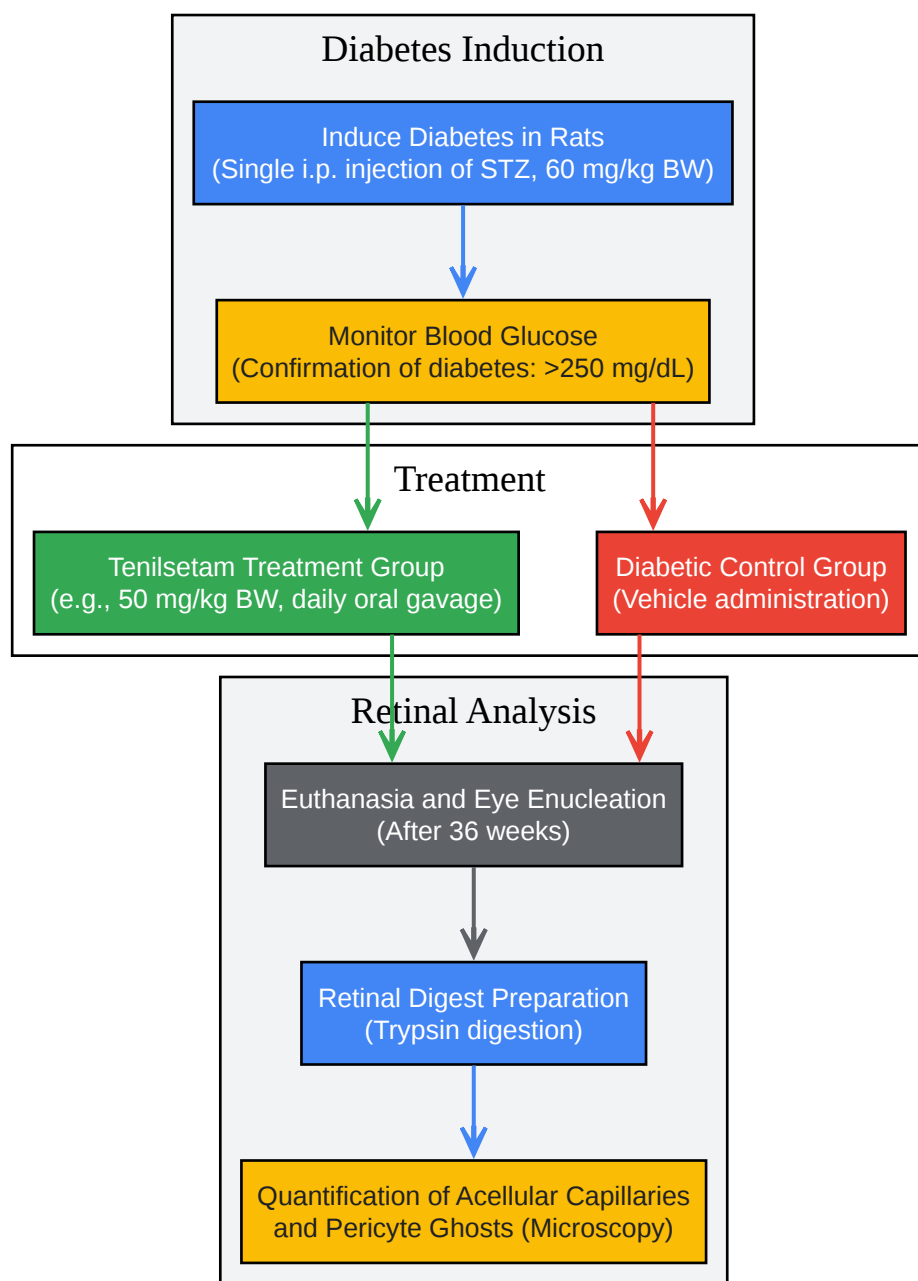 Diabetes Induction
Induce Diabetes in Rats
(Single i.p. injection of STZ, 60 mg/kg BW)
Monitor Blood Glucose
(Confirmation of diabetes: >250 mg/dL)
Treatment
Tenilsetam Treatment Group
(e.g., 50 mg/kg BW, daily oral gavage)
Diabetic Control Group
(Vehicle administration)
Retinal Analysis
Euthanasia and Eye Enucleation
(After 36 weeks)
Retinal Digest Preparation
(Trypsin digestion)
Quantification of Acellular Capillaries
and Pericyte Ghosts (Microscopy)